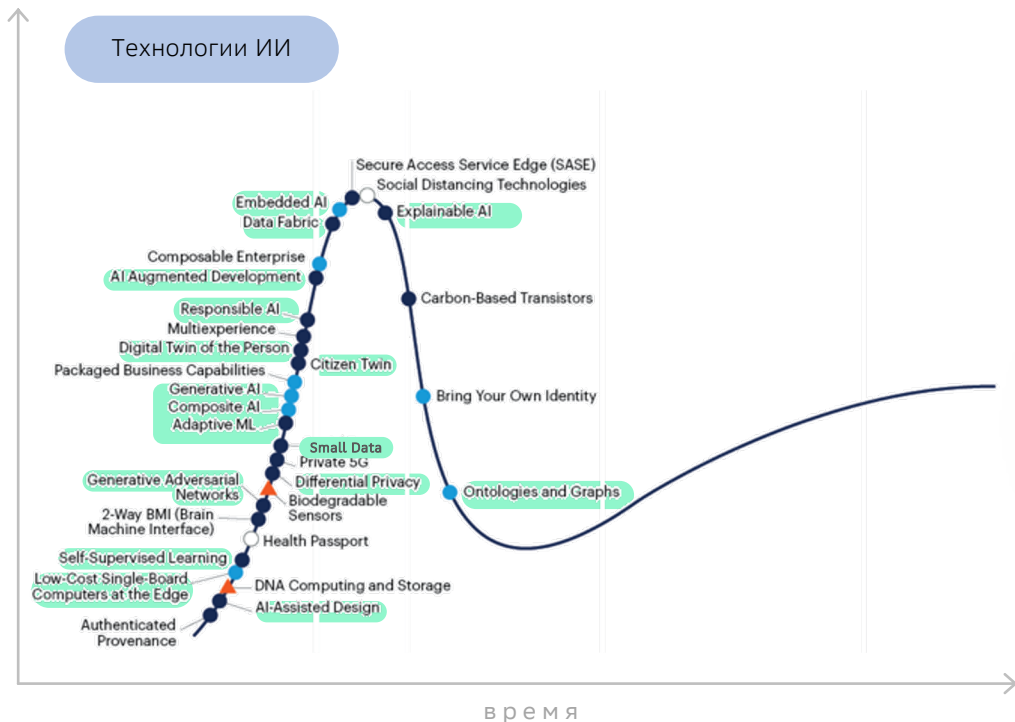 Технологии ИИ
Secure Access Service Edge (SASE)
Social Distancing Technologies
Embedded AI
Explainable AI
Data Fabric
Composable Enterprise
AI Augmented Development
Carbon-Based Transistors
Responsible AI
Multiexperience
Digital Twin of the Person
Citizen Twin
Packaged Business Capabilities
Generative AI
Bring Your Own Identity
Composite AI
Adaptive ML
Small Data
Private 5G
Generative Adversarial
Networks
Differential Privacy
Ontologies and Graphs
Biodegradable
Sensors
2-Way BMI (Brain
Machine Interface)
Health Passport
Self-Supervised Learning
Low-Cost Single-Board
Computers at the Edge
DNA Computing and Storage
AI-Assisted Design
Authenticated
Provenance
время